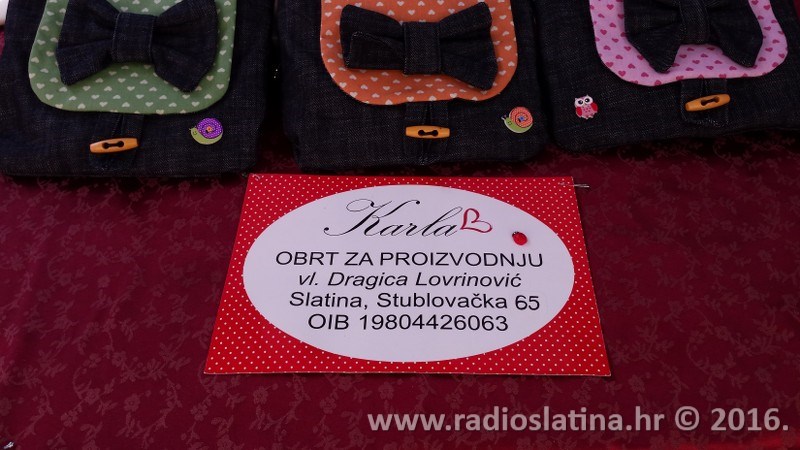 Karla
OBRT ZA PROIZVODNJU
vl. Dragica Lovrinović
Slatina, Stublovačka 65
OIB 19804426063
www.radioslatina.hr © 2016.